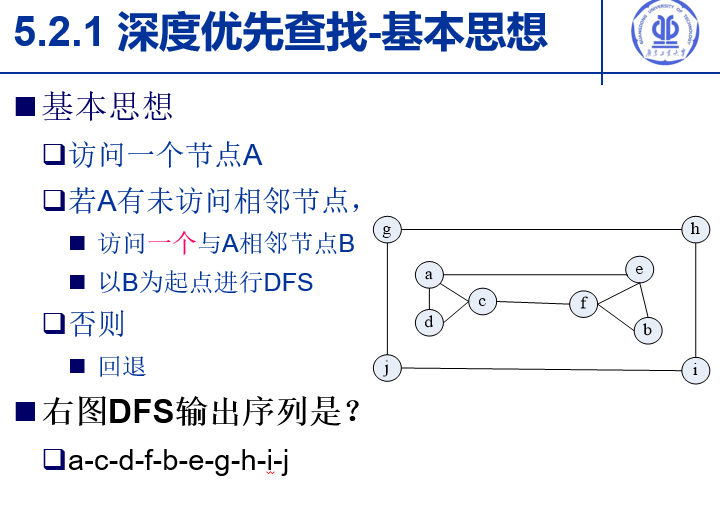 5.2.1 深度优先查找-基本思想
基本思想
访问一个节点A
若A有未访问相邻节点，
访问一个与A相邻节点B
以B为起点进行DFS
否则
回退
右图DFS输出序列是？
a-c-d-f-b-e-g-h-i-j
g
h
a
e
c
f
d
b
j
i